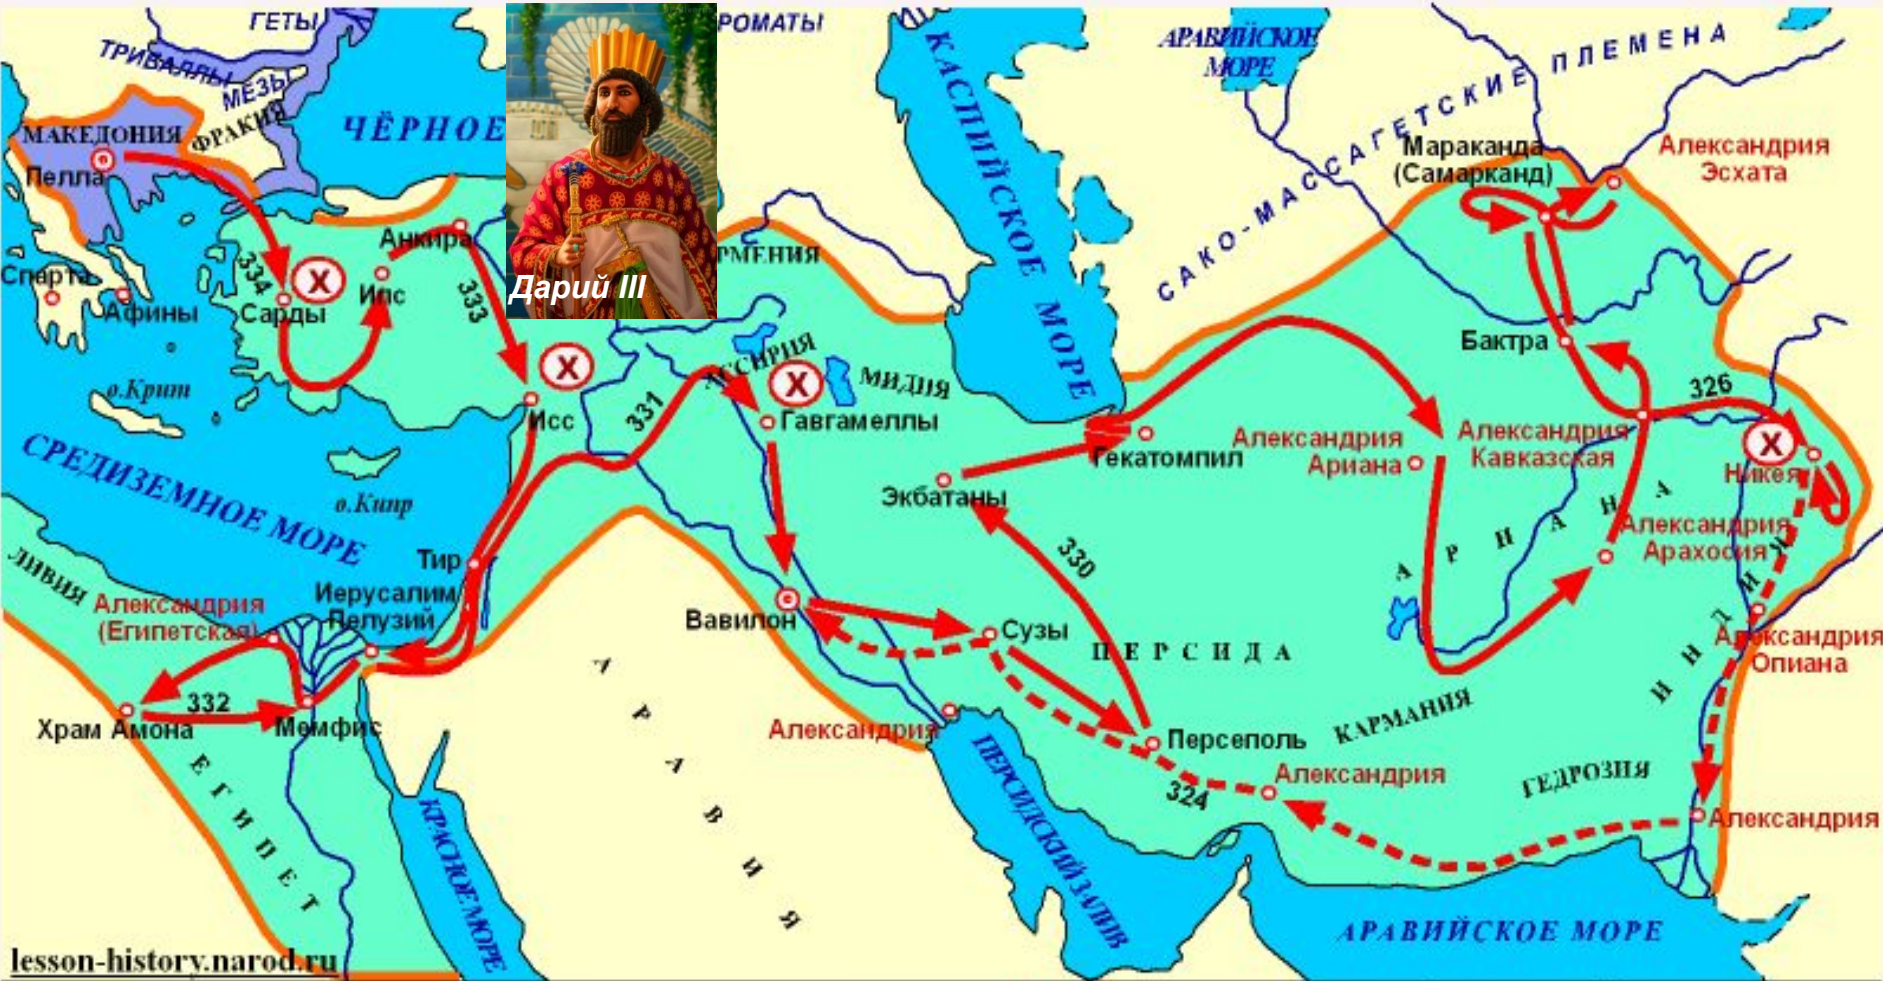 ГЕТЫ
ТРИВАЛЛЫ
МЕЗЫ
МАКЕДОНИЯ
ФРАКИЯ
Пелла
ЧЁРНОЕ
Дарий III
РОМАТЫ
КАСПИЙСКОЕ МОРЕ
АРАВИЙСКОЕ
МОРЕ
САКО-МАССАГЕТСКИЕ ПЛЕМЕНА
Мараканда
(Самарканд)
Александрия
Эсхата
Спарта
Афины
334
X
Сарды
Ипс
Анкира
333
X
Исс
РМЕНИЯ
АССИРИЯ
X
МИДИЯ
Гавгамеллы
331
Бактра
326
X
Никея
о.Крит
СРЕДИЗЕМНОЕ МОРЕ
о.Кипр
Экбатаны
Гекатомпил
Александрия
Ариана
Александрия
Кавказская
АРИАНА
Александрия
Арахосия
ЛИВИЯ
Тир
Иерусалим
Пелузий
Александрия
(Египетская)
330
Вавилон
Сузы
ПЕРСИДА
ИНДИЯ
Александрия
Опиана
332
Храм Амона
Мемфис
ЕГИПЕТ
АРАВИЯ
Александрия
Персеполь
КАРМАНИЯ
324
Александрия
ГЕДРОЗИЯ
Александрия
КРАСНОЕ МОРЕ
ПЕРСИДСКИЙ ЗАЛИВ
АРАВИЙСКОЕ МОРЕ
lesson-history.narod.ru